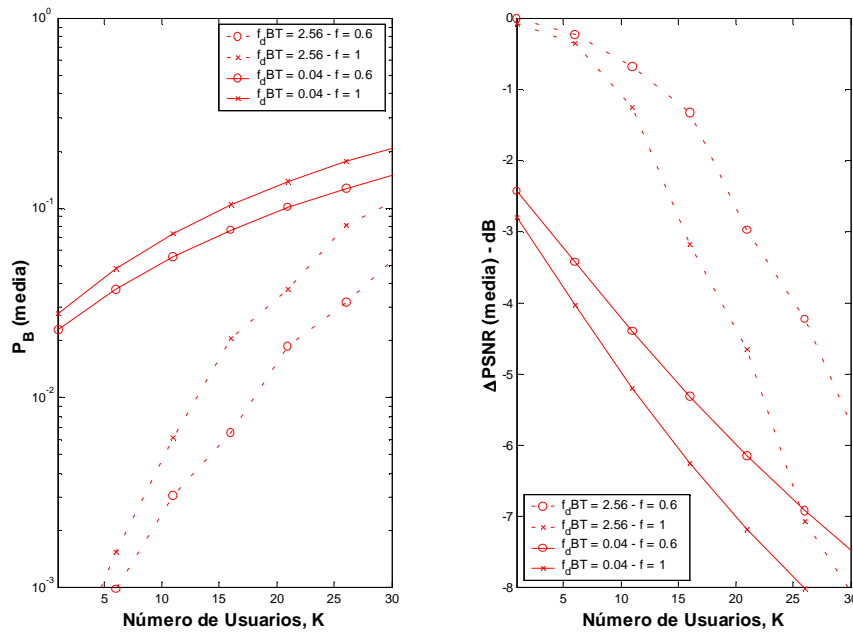 10^0
10^-1
10^-2
10^-3
P_B (media)
5
10
15
20
25
30
Número de Usuarios, K
f_dBT = 2.56 - f = 0.6
f_dBT = 2.56 - f = 1
f_dBT = 0.04 - f = 0.6
f_dBT = 0.04 - f = 1
-0
-1
-2
-3
-4
-5
-6
-7
-8
ΔPSNR (media) - dB
5
10
15
20
25
30
Número de Usuarios, K
f_dBT = 2.56 - f = 0.6
f_dBT = 2.56 - f = 1
f_dBT = 0.04 - f = 0.6
f_dBT = 0.04 - f = 1